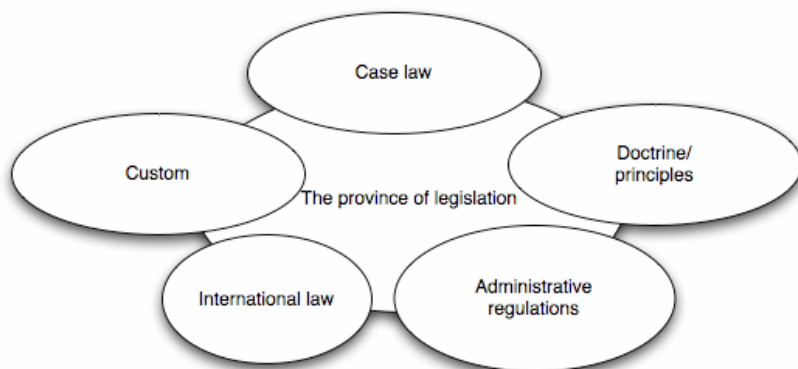 Case law
Custom
Doctrine/
principles
The province of legislation
International law
Administrative
regulations